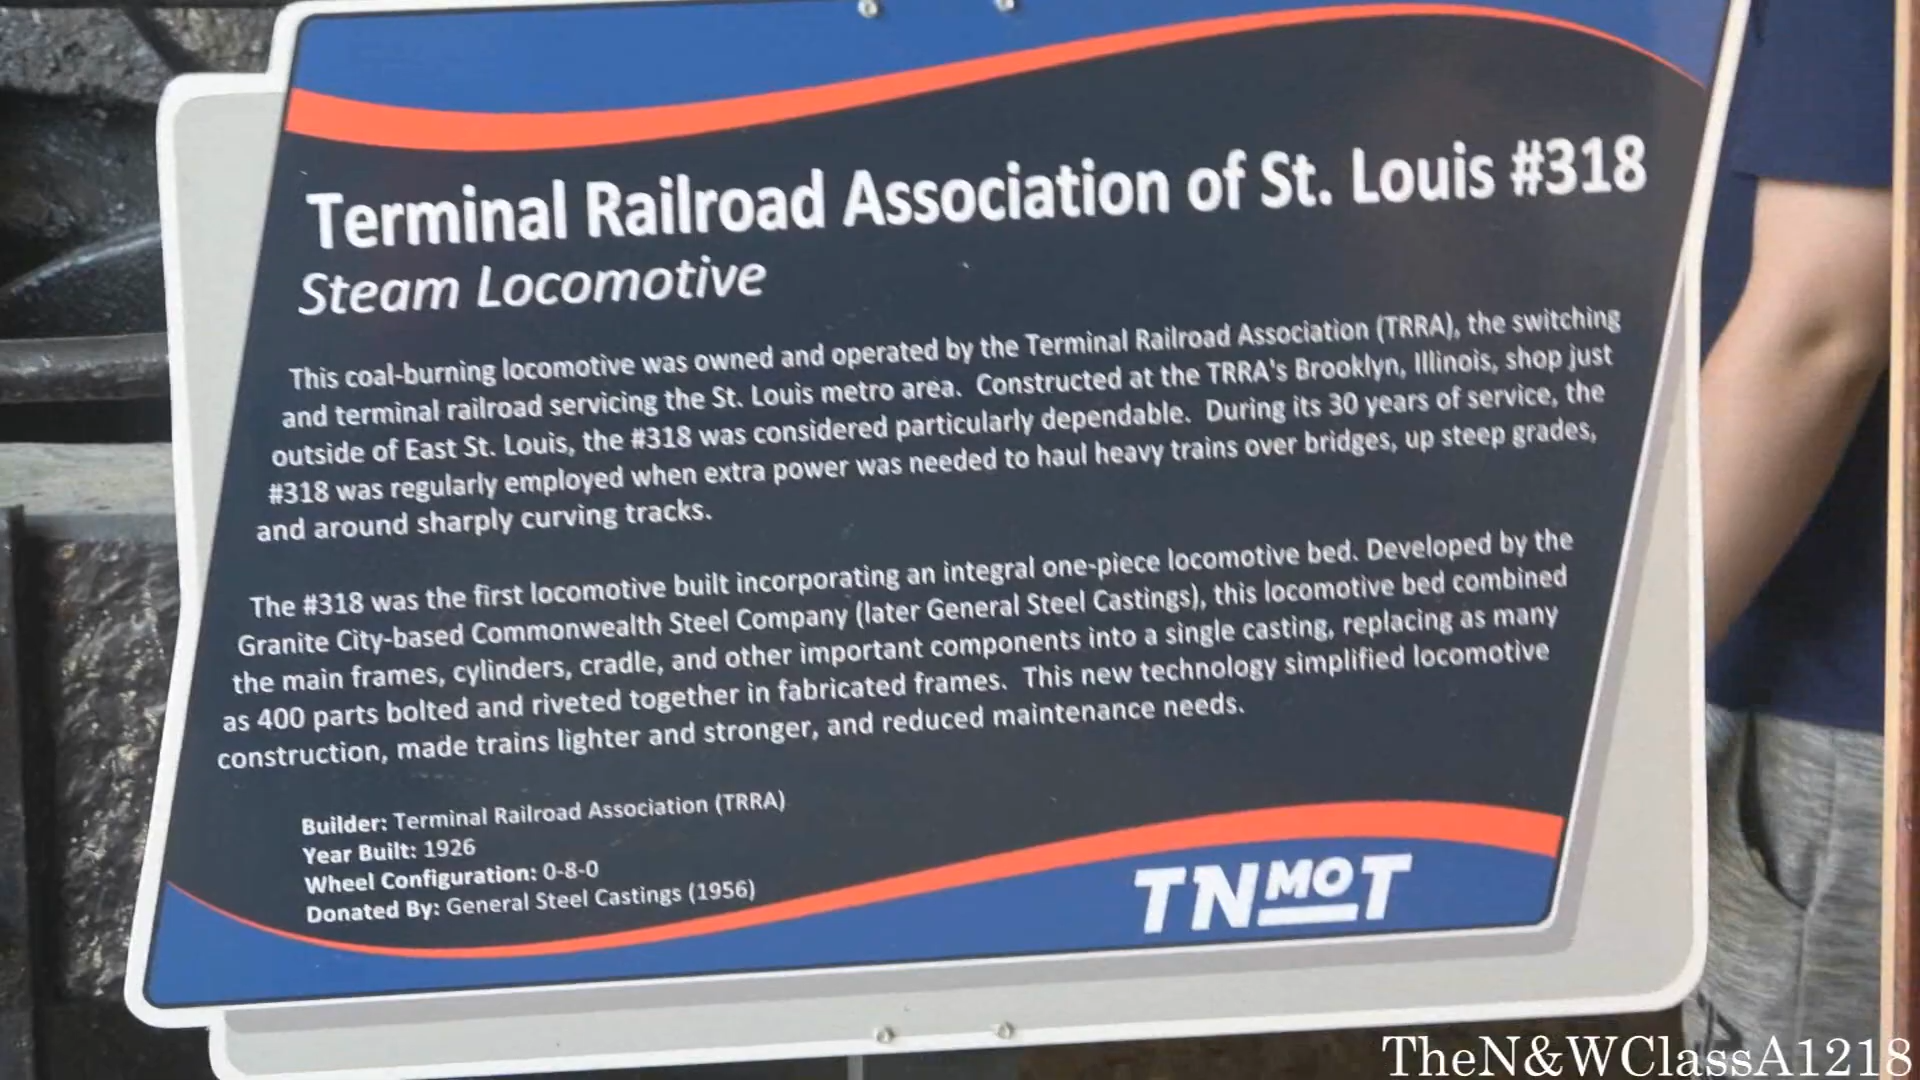 Terminal Railroad Association of St. Louis #318
Steam Locomotive
This coal-burning locomotive was owned and operated by the Terminal Railroad Association (TRRA), the switching
and terminal railroad servicing the St. Louis metro area. Constructed at the TRRA's Brooklyn, Illinois, shop just
outside of East St. Louis, the #318 was considered particularly dependable. During its 30 years of service, the
#318 was regularly employed when extra power was needed to haul heavy trains over bridges, up steep grades,
and around sharply curving tracks.
The #318 was the first locomotive built incorporating an integral one-piece locomotive bed. Developed by the
Granite City-based Commonwealth Steel Company (later General Steel Castings), this locomotive bed combined
the main frames, cylinders, cradle, and other important components into a single casting, replacing as many
as 400 parts bolted and riveted together in fabricated frames. This new technology simplified locomotive
construction, made trains lighter and stronger, and reduced maintenance needs.
Builder: Terminal Railroad Association (TRRA)
Year Built: 1926
Wheel Configuration: 0-8-0
Donated By: General Steel Castings (1956)
TNMOT
TheN&WClassA1218